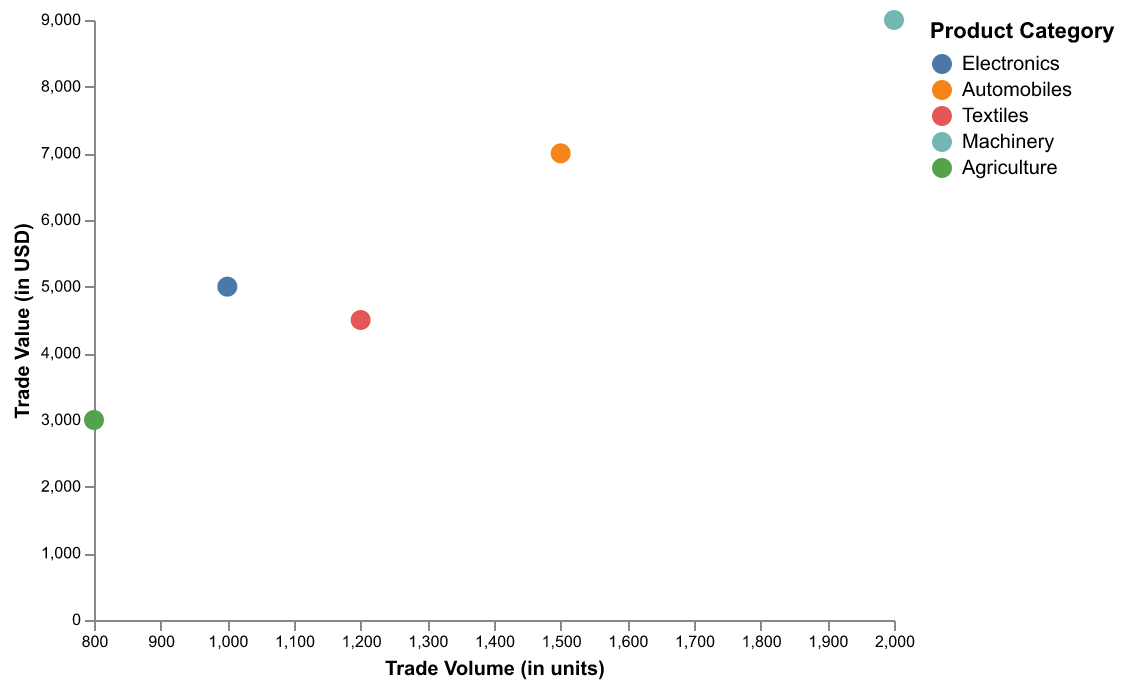 9,000
8,000
7,000
6,000
5,000
4,000
3,000
2,000
1,000
0
Trade Value (in USD)
800 900 1,000 1,100 1,200 1,300 1,400 1,500 1,600 1,700 1,800 1,900 2,000
Trade Volume (in units)
Product Category
Electronics
Automobiles
Textiles
Machinery
Agriculture